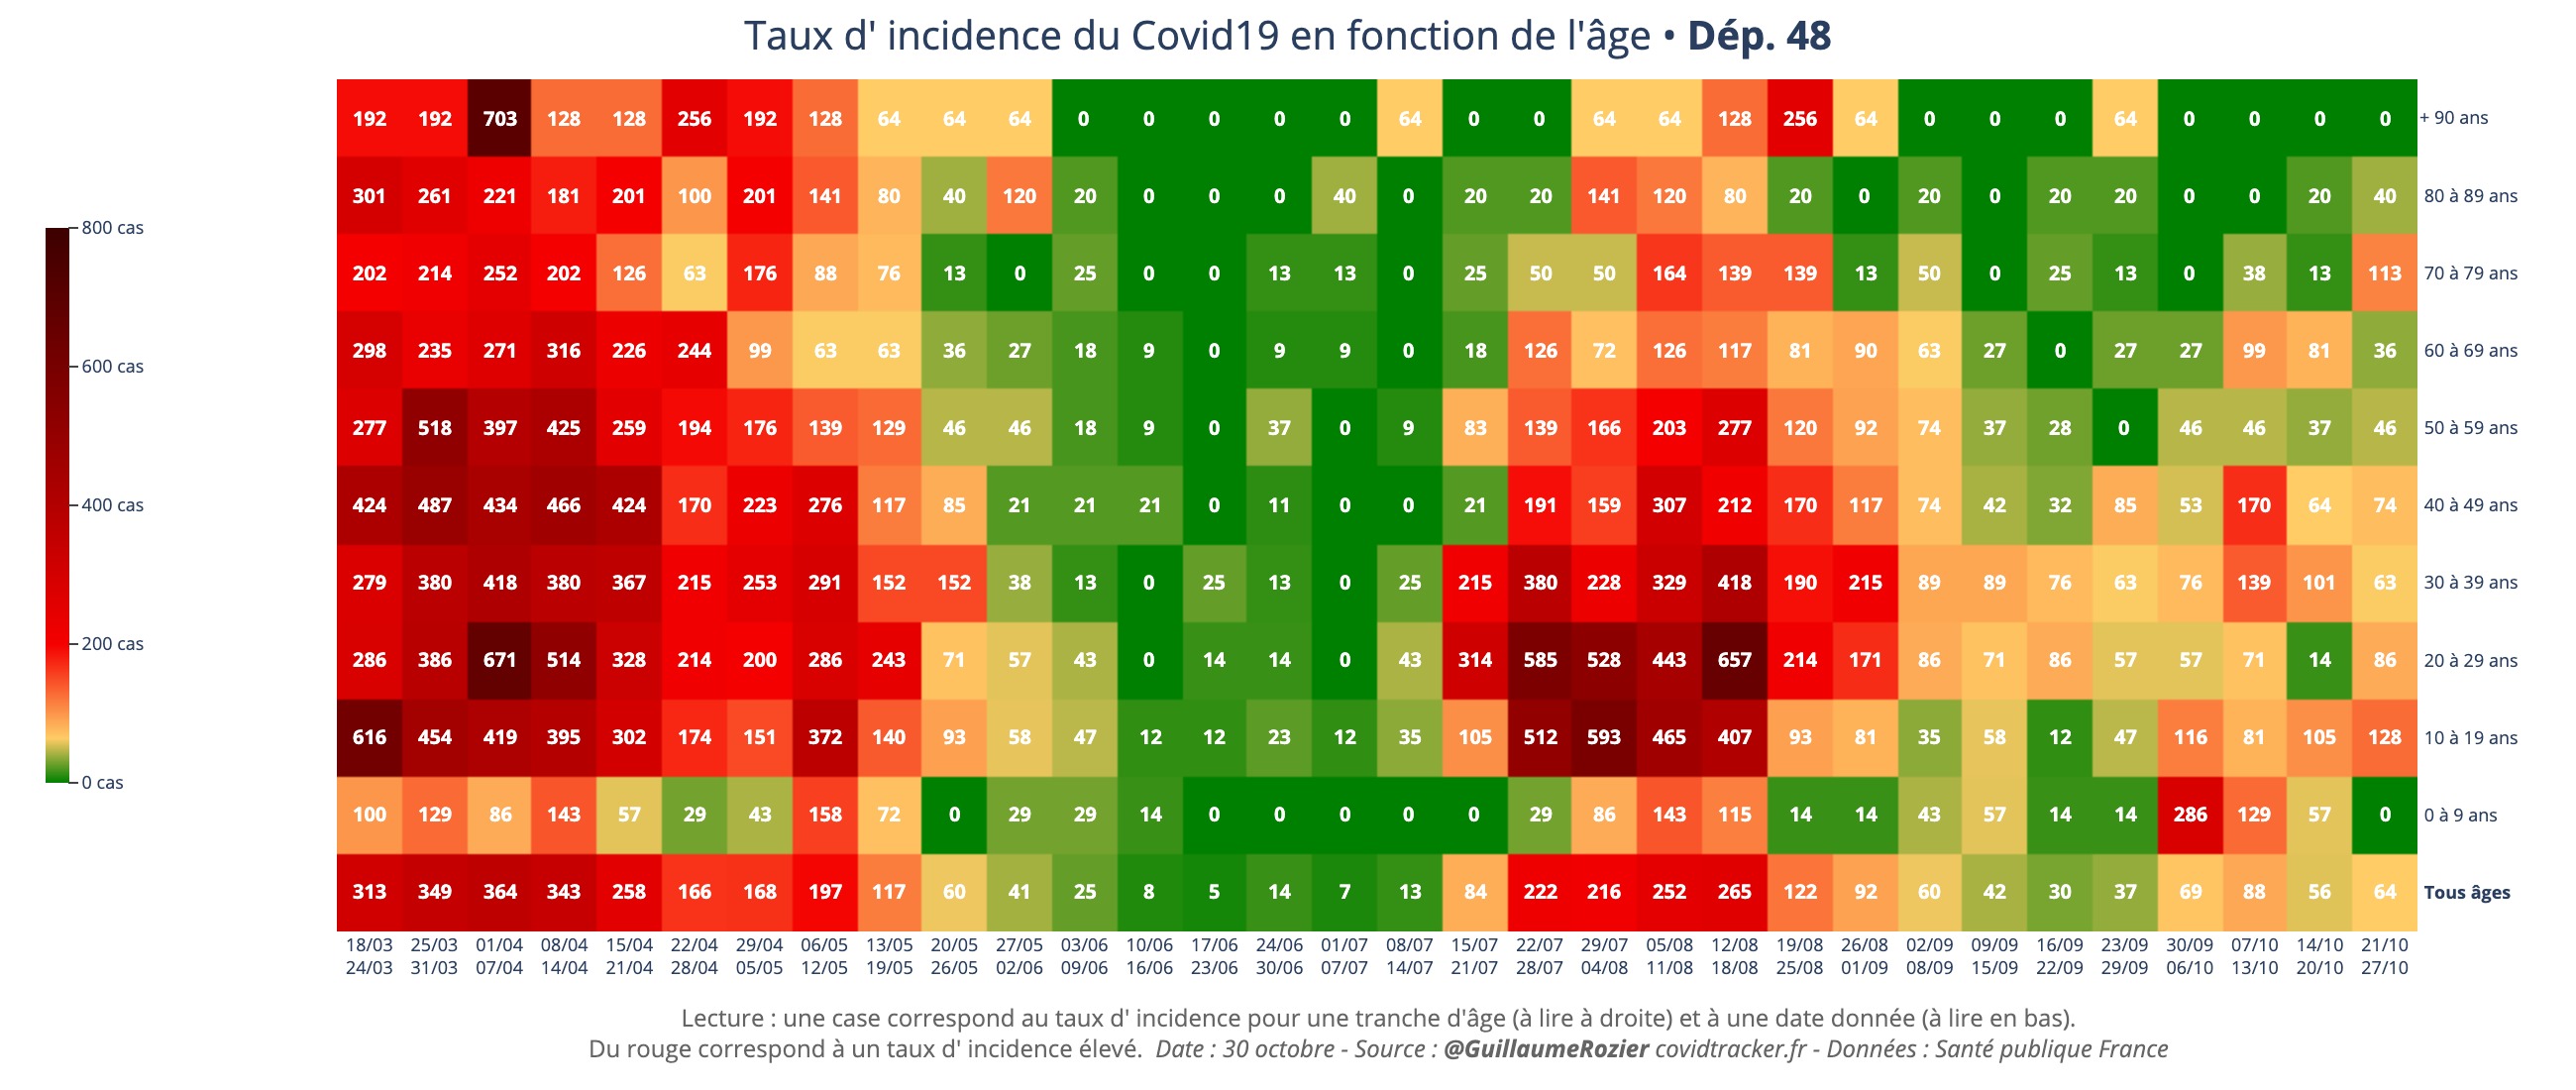 Taux d' incidence du Covid19 en fonction de l'âge • Dép. 48
800 cas
600 cas
400 cas
200 cas
0 cas
192 192 703 128 128 256 192 128 64 64 64 0 0 0 0 0 64 0 0 64 64 128 256 64 0 0 0 64 0 0 0 0 + 90 ans
301 261 221 181 201 100 201 141 80 40 120 20 0 0 0 40 0 20 20 141 120 80 20 0 20 0 20 20 0 0 20 40 80 à 89 ans
202 214 252 202 126 63 176 88 76 13 0 25 0 0 13 13 0 25 50 50 164 139 139 13 50 0 25 13 0 38 13 113 70 à 79 ans
298 235 271 316 226 244 99 63 63 36 27 18 9 0 9 9 0 18 126 72 126 117 81 90 63 27 0 27 27 99 81 36 60 à 69 ans
277 518 397 425 259 194 176 139 129 46 46 18 9 0 37 0 9 83 139 166 203 277 120 92 74 37 28 0 46 46 37 46 50 à 59 ans
424 487 434 466 424 170 223 276 117 85 21 21 21 0 11 0 0 21 191 159 307 212 170 117 74 42 32 85 53 170 64 74 40 à 49 ans
279 380 418 380 367 215 253 291 152 152 38 13 0 25 13 0 25 215 380 228 329 418 190 215 89 89 76 63 76 139 101 63 30 à 39 ans
286 386 671 514 328 214 200 286 243 71 57 43 0 14 14 0 43 314 585 528 443 657 214 171 86 71 86 57 57 71 14 86 20 à 29 ans
616 454 419 395 302 174 151 372 140 93 58 47 12 12 23 12 35 105 512 593 465 407 93 81 35 58 12 47 116 81 105 128 10 à 19 ans
100 129 86 143 57 29 43 158 72 0 29 29 14 0 0 0 0 0 29 86 143 115 14 14 43 57 14 14 286 129 57 0 0 à 9 ans
313 349 364 343 258 166 168 197 117 60 41 25 8 5 14 7 13 84 222 216 252 265 122 92 60 42 30 37 69 88 56 64 Tous âges
18/03 25/03 01/04 08/04 15/04 22/04 29/04 06/05 13/05 20/05 27/05 03/06 10/06 17/06 24/06 01/07 08/07 15/07 22/07 29/07 05/08 12/08 19/08 26/08 02/09 09/09 16/09 23/09 30/09 07/10 14/10 21/10
24/03 31/03 07/04 14/04 21/04 28/04 05/05 12/05 19/05 26/05 02/06 09/06 16/06 23/06 30/06 07/07 14/07 21/07 28/07 04/08 11/08 18/08 25/08 01/09 08/09 15/09 22/09 29/09 06/10 13/10 20/10 27/10
Lecture : une case correspond au taux d' incidence pour une tranche d'âge (à lire à droite) et à une date donnée (à lire en bas).
Du rouge correspond à un taux d' incidence élevé. Date : 30 octobre - Source : @GuillaumeRozier covidtracker.fr - Données : Santé publique France